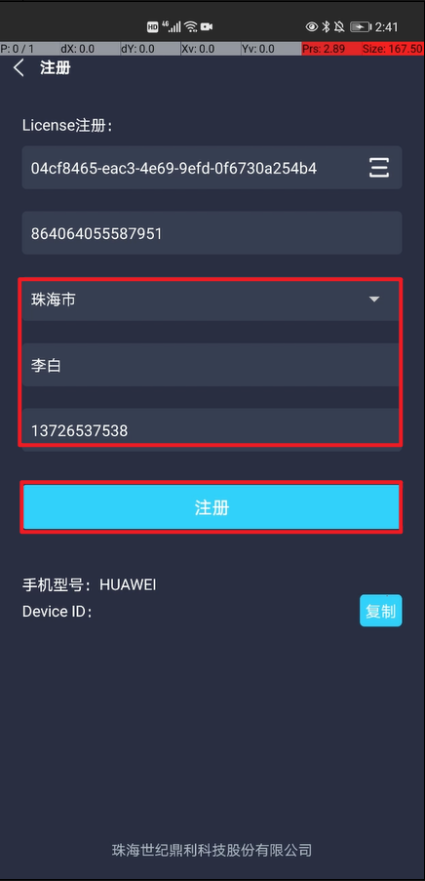 HD 46 2:41
P: 0 / 1 dX: 0.0 dY: 0.0 Xv: 0.0 Yv: 0.0 Prs: 2.89 Size: 167.50
注册
License注册：
04cf8465-eac3-4e69-9efd-0f6730a254b4
864064055587951
珠海市
李白
13726537538
注册
手机型号：HUAWEI
Device ID：
复制
珠海世纪鼎利科技股份有限公司